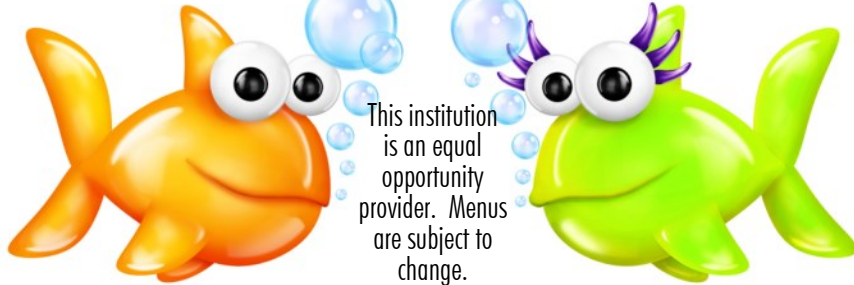 This institution
is an equal
opportunity
provider.  Menus
are subject to
change.